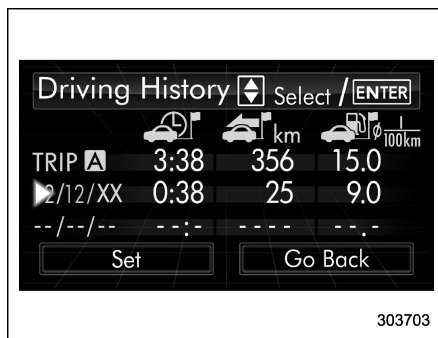 Driving History Select / ENTER
km ø l/100km
TRIP A 3:38 356 15.0
2/12/XX 0:38 25 9.0
--/--/-- --:- ---- --.-
Set Go Back
303703